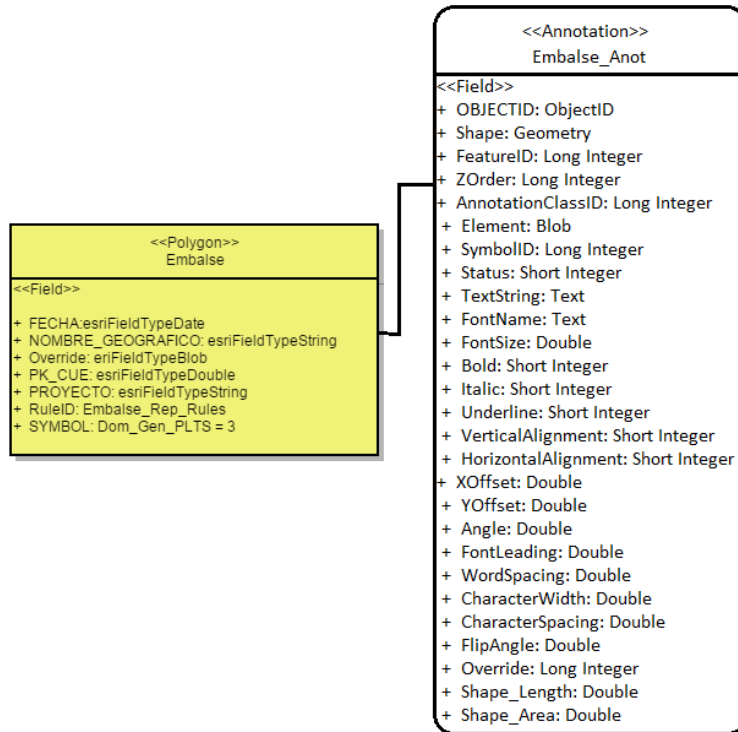 <<Annotation>>
Embalse_Anot
<<Field>>
+ OBJECTID: ObjectID
+ Shape: Geometry
+ FeatureID: Long Integer
+ ZOrder: Long Integer
+ AnnotationClassID: Long Integer
+ Element: Blob
+ SymbolID: Long Integer
+ Status: Short Integer
+ TextString: Text
+ FontName: Text
+ FontSize: Double
+ Bold: Short Integer
+ Italic: Short Integer
+ Underline: Short Integer
+ VerticalAlignment: Short Integer
+ HorizontalAlignment: Short Integer
+ XOffset: Double
+ YOffset: Double
+ Angle: Double
+ FontLeading: Double
+ WordSpacing: Double
+ CharacterWidth: Double
+ CharacterSpacing: Double
+ FlipAngle: Double
+ Override: Long Integer
+ Shape_Length: Double
+ Shape_Area: Double
<<Polygon>>
Embalse
<<Field>>
+ FECHA:esriFieldTypeDate
+ NOMBRE_GEOGRAFICO: esriFieldTypeString
+ Override: eriFieldTypeBlob
+ PK_CUE: esriFieldTypeDouble
+ PROYECTO: esriFieldTypeString
+ RuleID: Embalse_Rep_Rules
+ SYMBOL: Dom_Gen_PLTS = 3